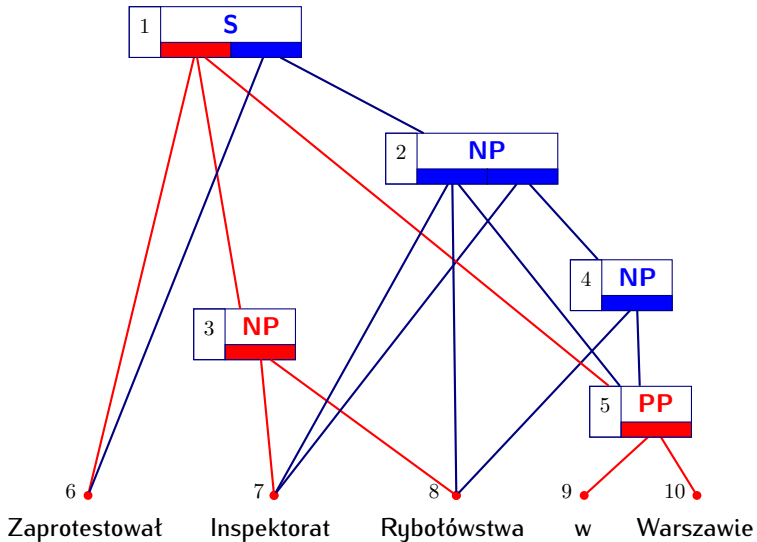 1 S
2 NP
4 NP
3 NP
5 PP
6 7 8 9 10
Zaprotestował Inspektorat Rybołówstwa w Warszawie